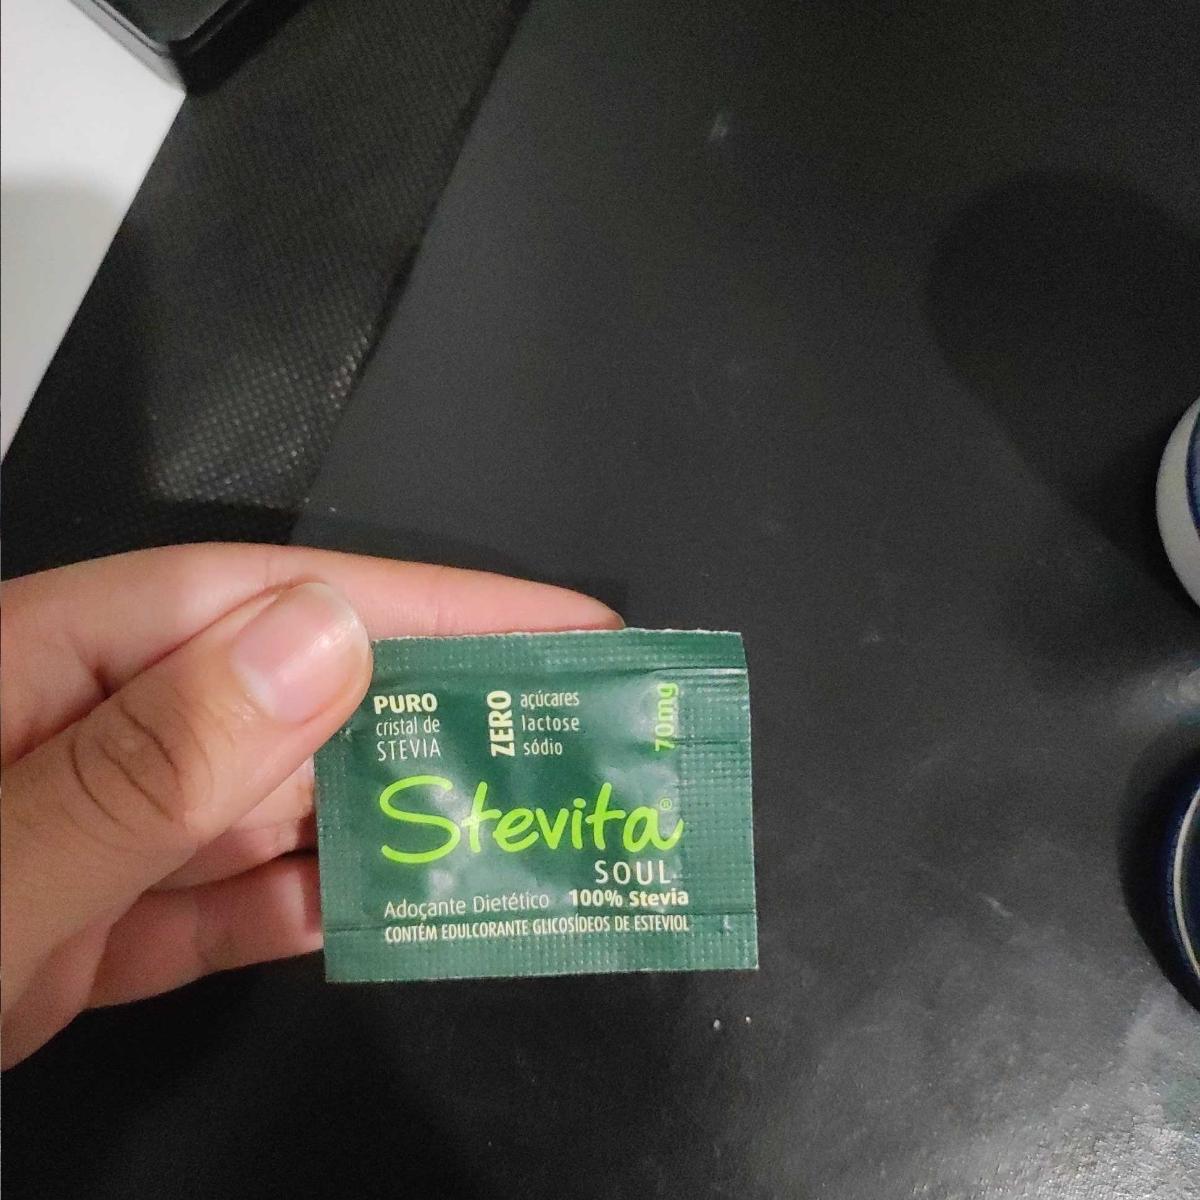 PURO
cristal de
STEVIA
ZERO
açúcares
lactose
sódio
70mg
Stevita®
SOUL
Adoçante Dietético 100% Stevia
CONTÉM EDULCORANTE GLICOSÍDEOS DE ESTEVIOL